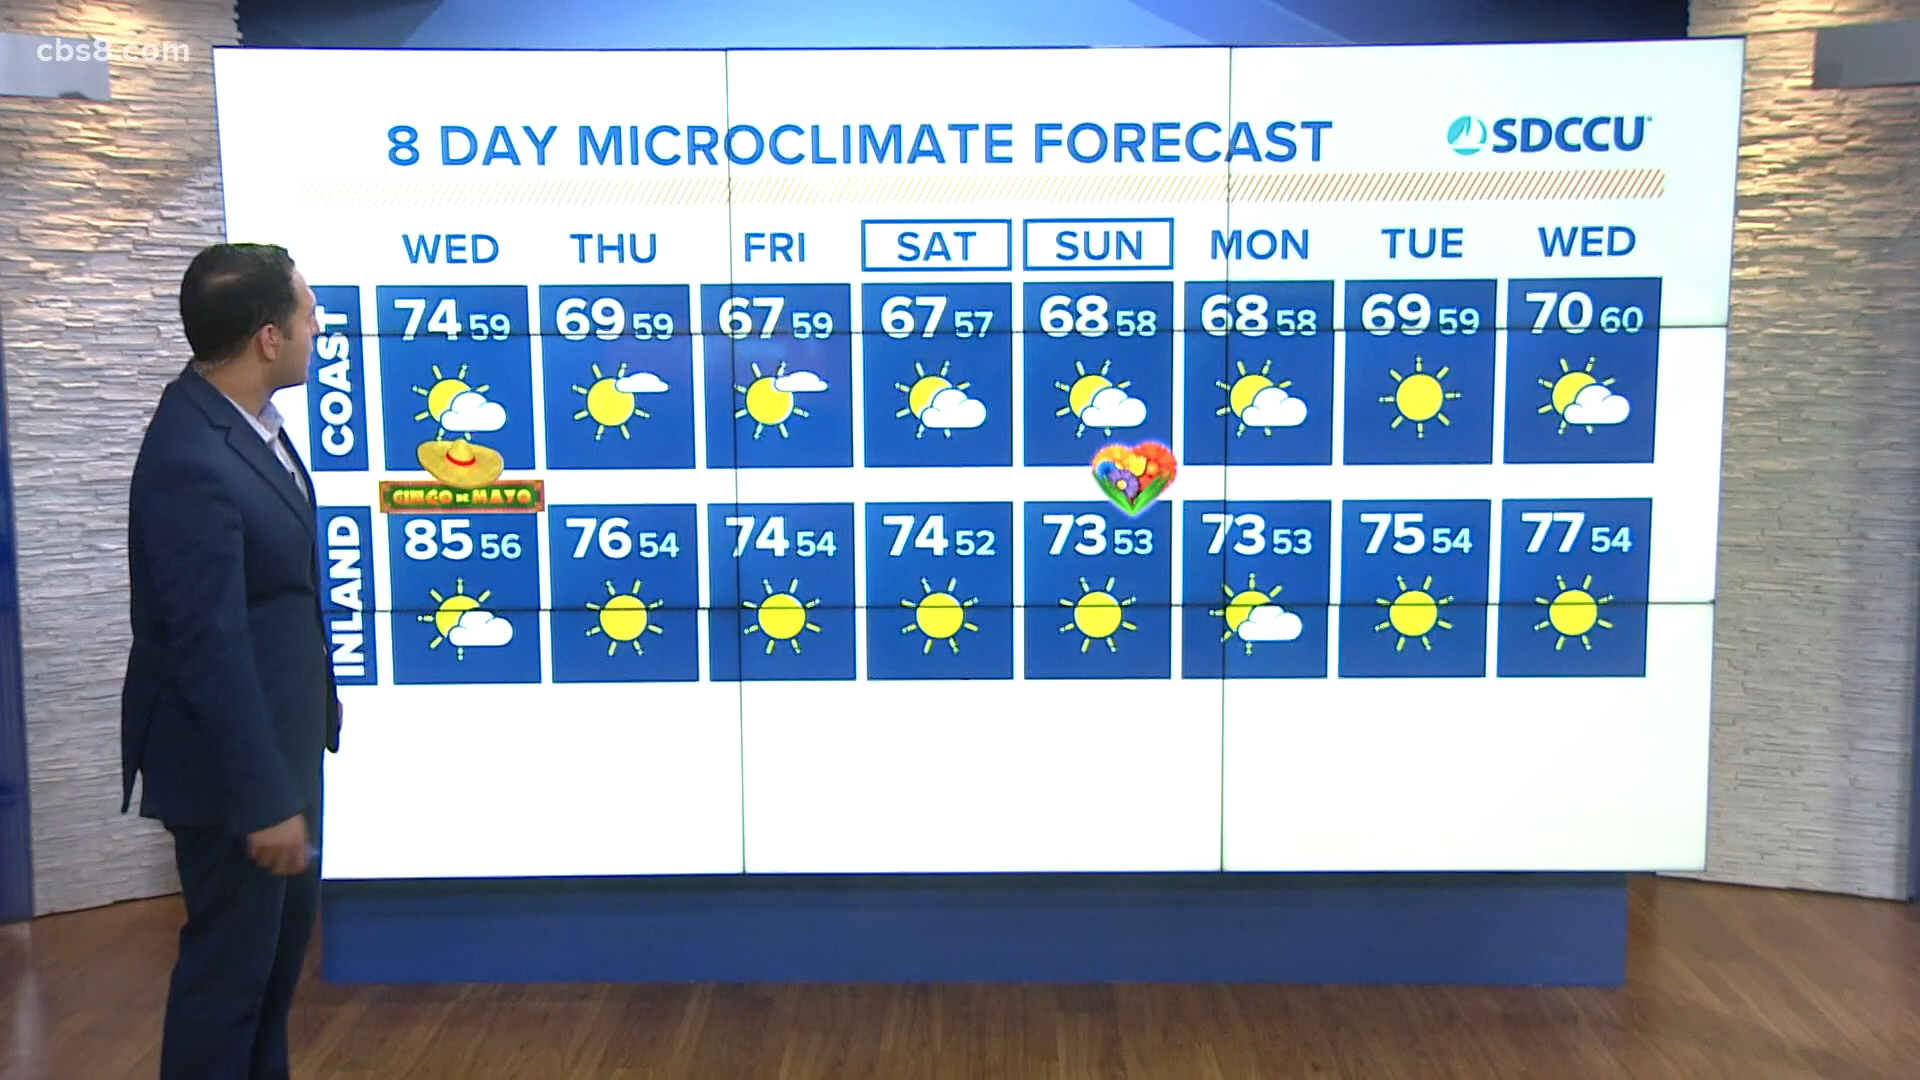 cbs8.com
8 DAY MICROCLIMATE FORECAST
SDCCU
WED THU FRI SAT SUN MON TUE WED
COAST
74 59 69 59 67 59 67 57 68 58 68 58 69 59 70 60
CINCO DE MAYO
INLAND
85 56 76 54 74 54 74 52 73 53 73 53 75 54 77 54